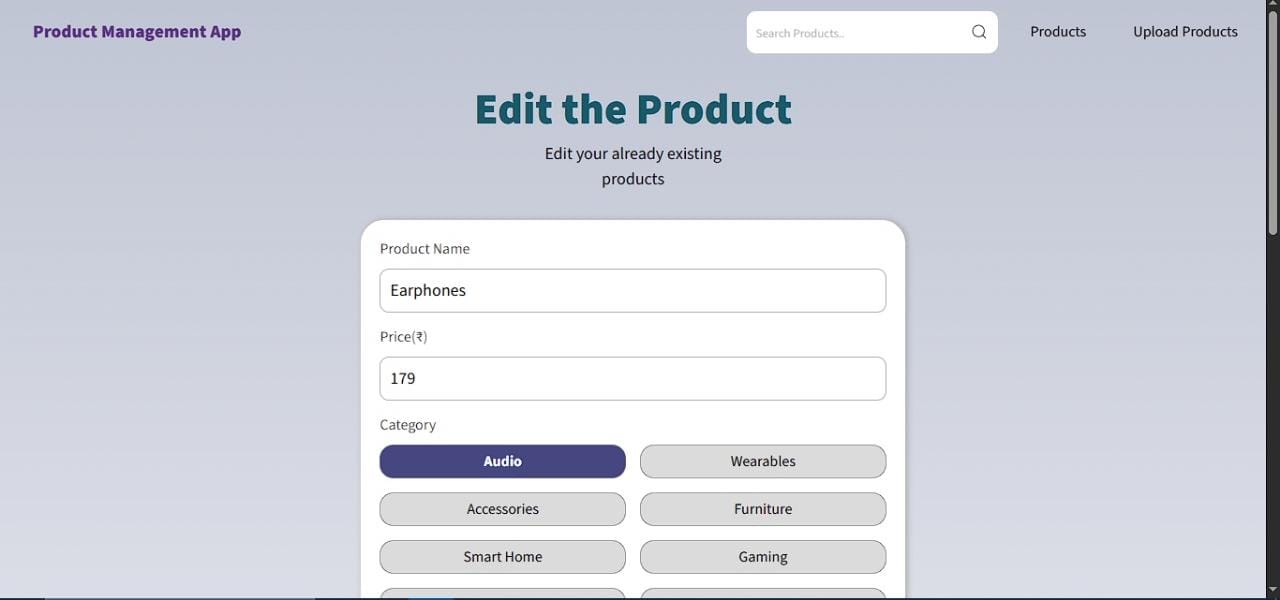 Product Management App
Search Products..
Products
Upload Products
Edit the Product
Edit your already existing
products
Product Name
Earphones
Price(₹)
179
Category
Audio
Wearables
Accessories
Furniture
Smart Home
Gaming